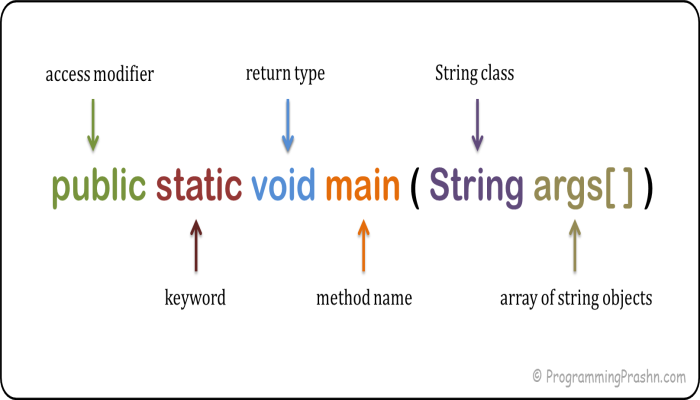 access modifier return type String class
public static void main ( String args[ ] )
keyword method name array of string objects
© ProgrammingPrashn.com